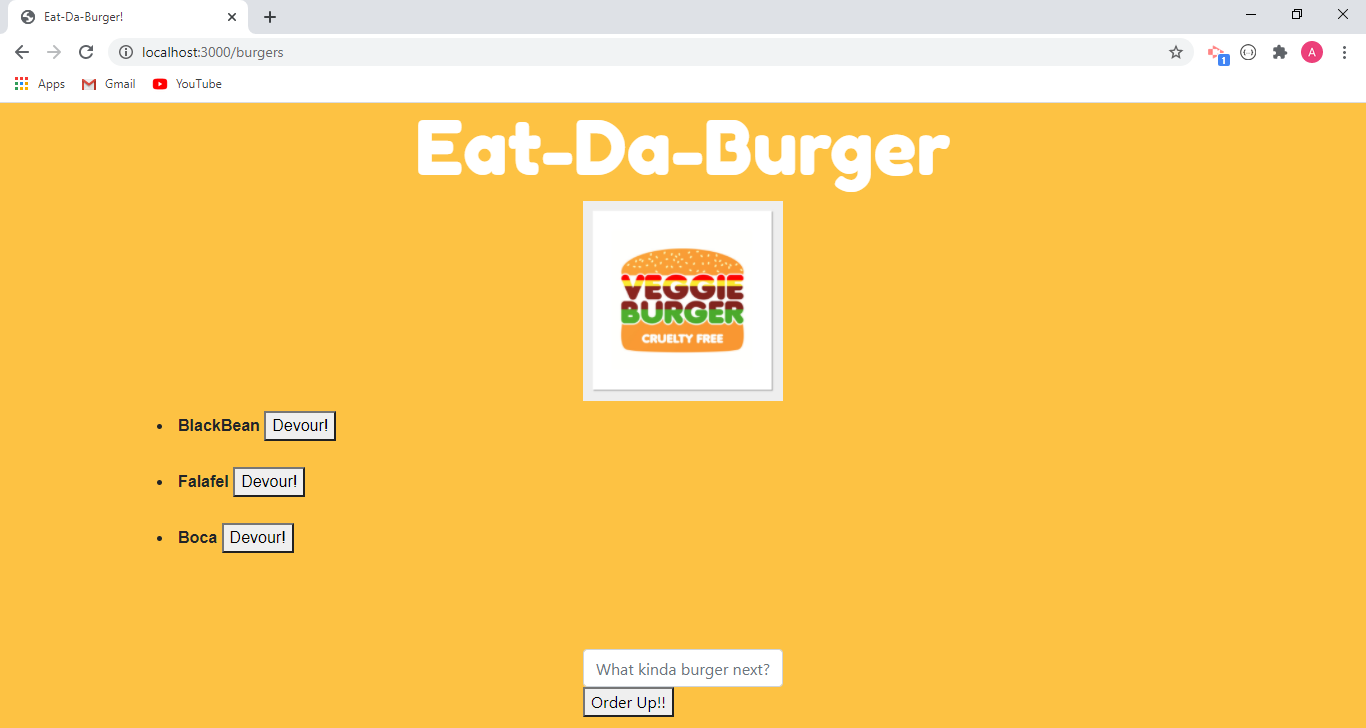 Eat-Da-Burger!
localhost:3000/burgers
A
1
Apps Gmail YouTube
Eat-Da-Burger
VEGGIE
BURGER
CRUELTY FREE
BlackBean Devour!
Falafel Devour!
Boca Devour!
What kinda burger next?
Order Up!!